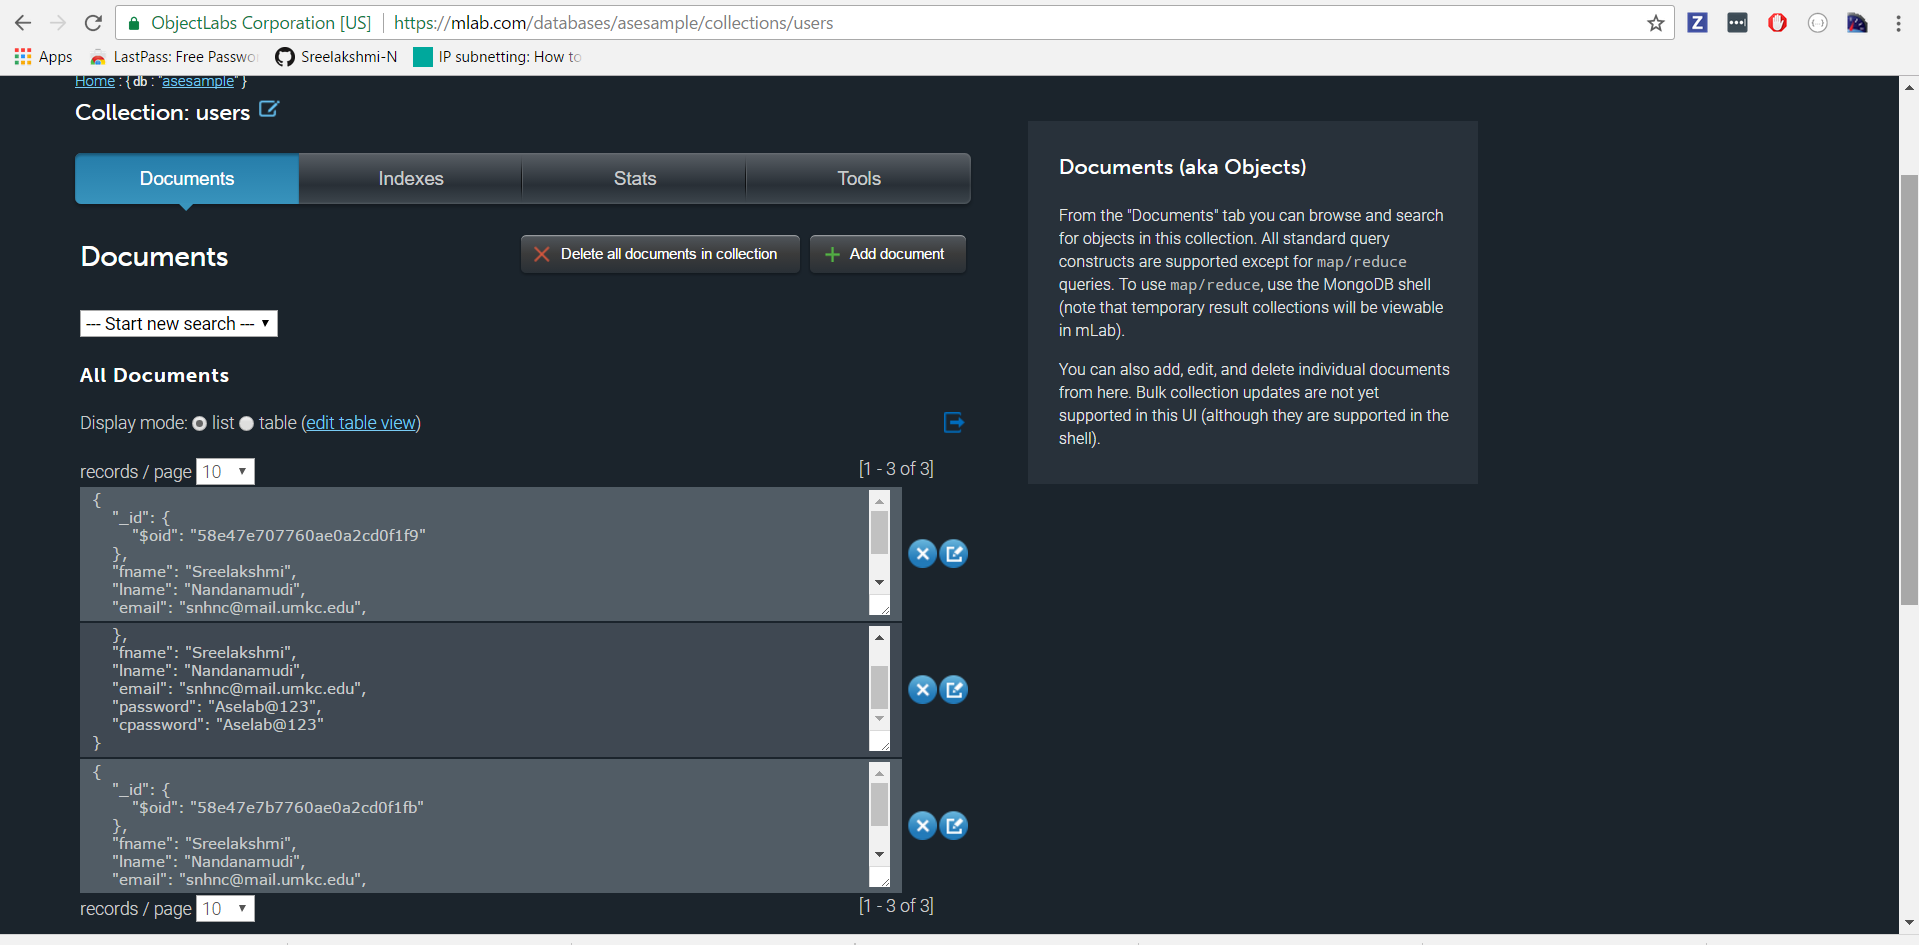 ObjectLabs Corporation [US] https://mlab.com/databases/asesample/collections/users
Apps LastPass: Free Passwo Sreelakshmi-N IP subnetting: How to
Home : { db : "asesample" }
Collection: users
Documents Indexes Stats Tools
Documents
Delete all documents in collection
Add document
--- Start new search ---
All Documents
Display mode: list table (edit table view)
records / page 10
[1 - 3 of 3]
{
"_id": {
"$oid": "58e47e707760ae0a2cd0f1f9"
},
"fname": "Sreelakshmi",
"lname": "Nandanamudi",
"email": "snhnc@mail.umkc.edu",
},
"fname": "Sreelakshmi",
"lname": "Nandanamudi",
"email": "snhnc@mail.umkc.edu",
"password": "Aselab@123",
"cpassword": "Aselab@123"
}
{
"_id": {
"$oid": "58e47e7b7760ae0a2cd0f1fb"
},
"fname": "Sreelakshmi",
"lname": "Nandanamudi",
"email": "snhnc@mail.umkc.edu",
records / page 10
[1 - 3 of 3]
Documents (aka Objects)
From the "Documents" tab you can browse and search
for objects in this collection. All standard query
constructs are supported except for map/reduce
queries. To use map/reduce, use the MongoDB shell
(note that temporary result collections will be viewable
in mLab).
You can also add, edit, and delete individual documents
from here. Bulk collection updates are not yet
supported in this UI (although they are supported in the
shell).